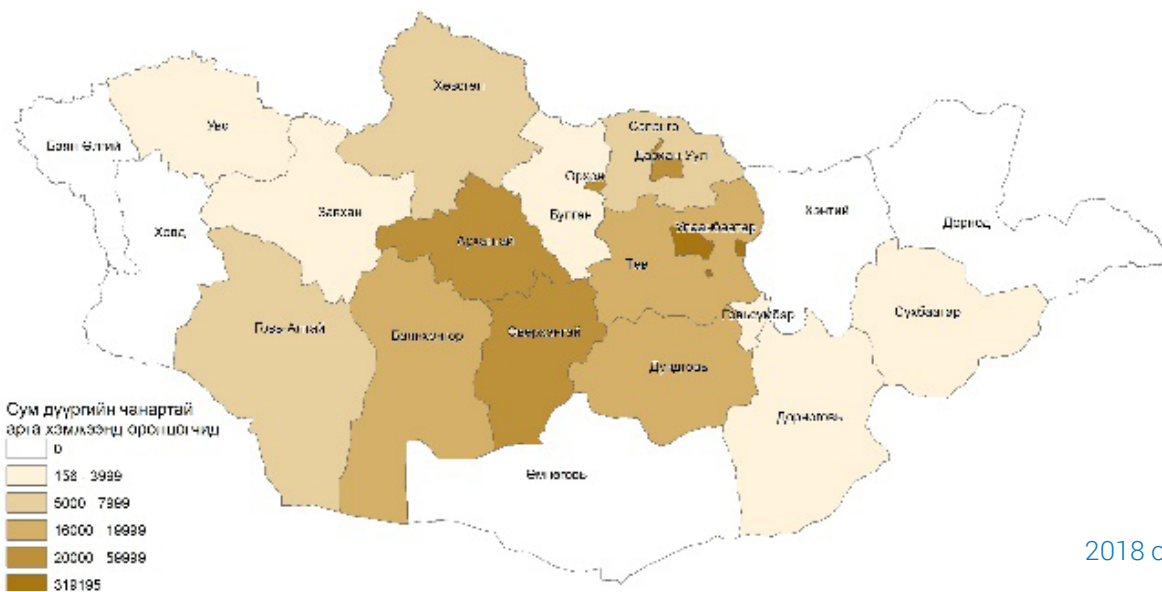 Хөвсгөл
Увс
Баян Өлгий
Сэлэнгэ
Дархан Уул
Орхон
Завхан
Булган
Хэнтий
Ховд
Архангай
Улаанбаатар
Дорнод
Төв
Говьсүмбэр
Сүхбаатар
Говь Алтай
Баянхонгор
Өвөрхангай
Дундговь
Дорноговь
Өмнөговь
Сум дүүргийн чанартай
арга хэмжээнд оролцогчид
0
158 3999
5000 7999
16000 19999
20000 59999
319195
2018 о